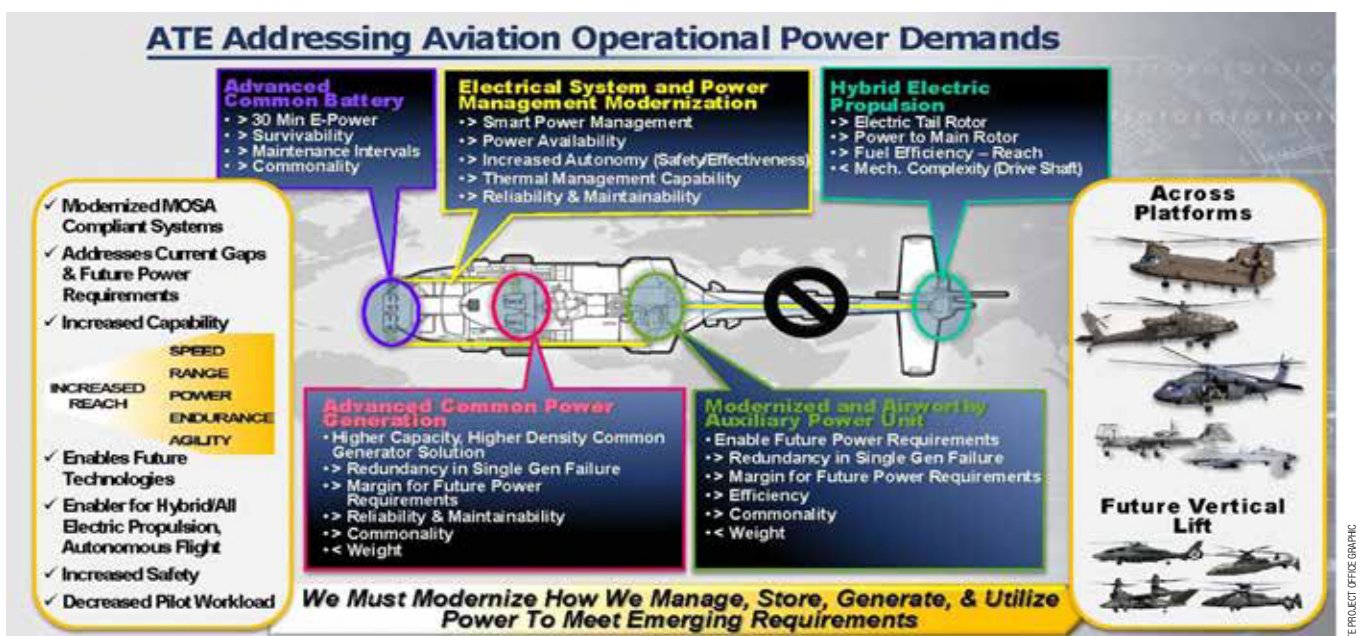 ATE Addressing Aviation Operational Power Demands
Advanced
Common Battery
• > 30 Min E-Power
• > Survivability
• > Maintenance Intervals
• > Commonality
Electrical System and Power
Management Modernization
•> Smart Power Management
•> Power Availability
•> Increased Autonomy (Safety/Effectiveness)
•> Thermal Management Capability
•> Reliability & Maintainability
Hybrid Electric
Propulsion
•> Electric Tail Rotor
•> Power to Main Rotor
•> Fuel Efficiency – Reach
•< Mech. Complexity (Drive Shaft)
✓ Modernized MOSA
Compliant Systems
✓ Addresses Current Gaps
& Future Power
Requirements
✓ Increased Capability
INCREASED
REACH
SPEED
RANGE
POWER
ENDURANCE
AGILITY
✓ Enables Future
Technologies
✓ Enabler for Hybrid/All
Electric Propulsion,
Autonomous Flight
✓ Increased Safety
✓ Decreased Pilot Workload
Advanced Common Power
Generation
• Higher Capacity, Higher Density Common
Generator Solution
•> Redundancy in Single Gen Failure
•> Margin for Future Power
Requirements
•> Reliability & Maintainability
•> Commonality
•< Weight
Modernized and Airworthy
Auxiliary Power Unit
• Enable Future Power Requirements
•> Redundancy in Single Gen Failure
•> Margin for Future Power Requirements
•> Efficiency
•> Commonality
•< Weight
Across
Platforms
Future Vertical
Lift
We Must Modernize How We Manage, Store, Generate, & Utilize
Power To Meet Emerging Requirements
PROJECT OFFICE GRAPHIC